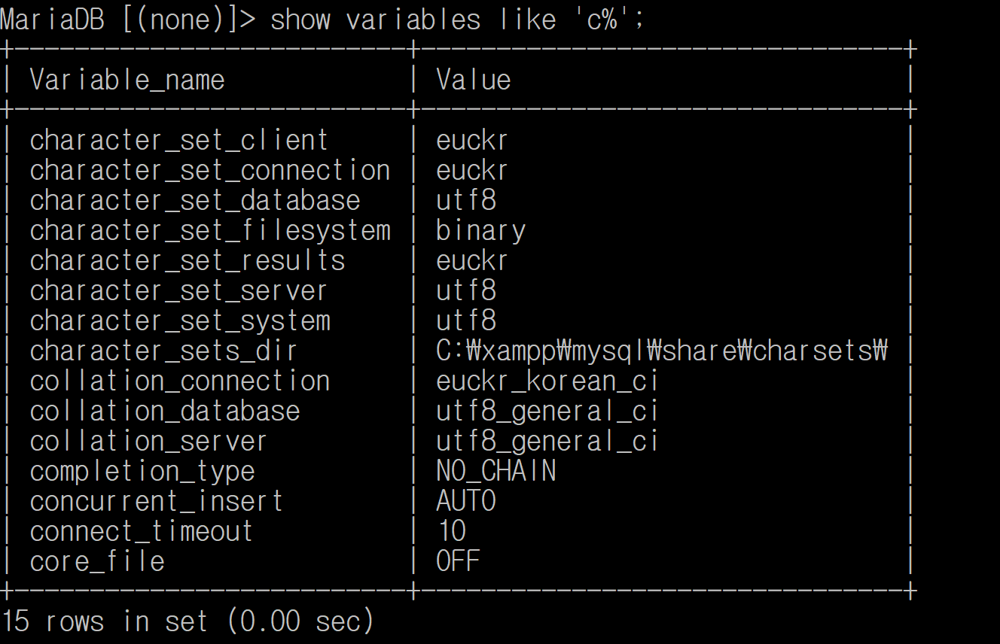 MariaDB [(none)]> show variables like 'c%';
+--------------------------+--------------------------------+
| Variable_name            | Value                          |
+--------------------------+--------------------------------+
| character_set_client     | euckr                          |
| character_set_connection | euckr                          |
| character_set_database   | utf8                           |
| character_set_filesystem | binary                         |
| character_set_results    | euckr                          |
| character_set_server     | utf8                           |
| character_set_system     | utf8                           |
| character_sets_dir       | C:₩xampp₩mysql₩share₩charsets₩ |
| collation_connection     | euckr_korean_ci                |
| collation_database       | utf8_general_ci                |
| collation_server         | utf8_general_ci                |
| completion_type          | NO_CHAIN                       |
| concurrent_insert        | AUTO                           |
| connect_timeout          | 10                             |
| core_file                | OFF                            |
+--------------------------+--------------------------------+
15 rows in set (0.00 sec)